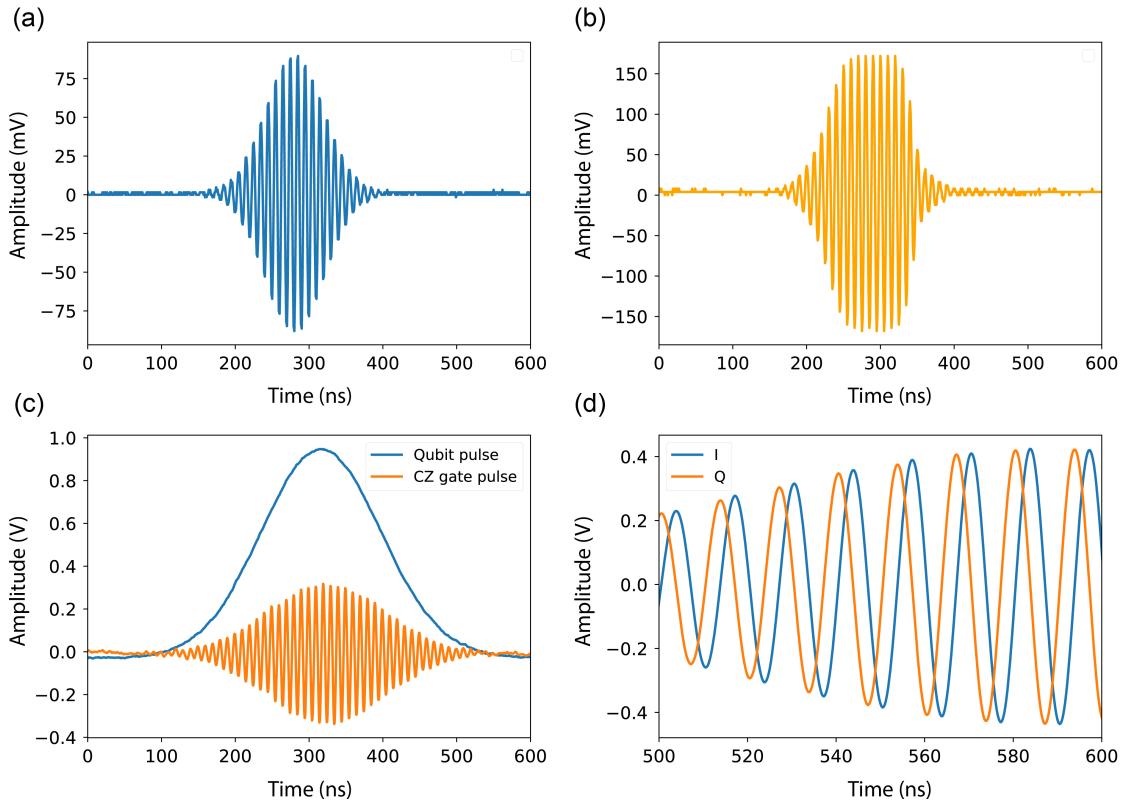 (a)
(b)
75
50
25
0
−25
−50
−75
Amplitude (mV)
0 100 200 300 400 500 600
Time (ns)
150
100
50
0
−50
−100
−150
Amplitude (mV)
0 100 200 300 400 500 600
Time (ns)
(c)
(d)
1.0
0.8
0.6
0.4
0.2
0.0
−0.2
−0.4
Amplitude (V)
Qubit pulse
CZ gate pulse
0 100 200 300 400 500 600
Time (ns)
0.4
0.2
0.0
−0.2
−0.4
Amplitude (V)
I
Q
500 520 540 560 580 600
Time (ns)